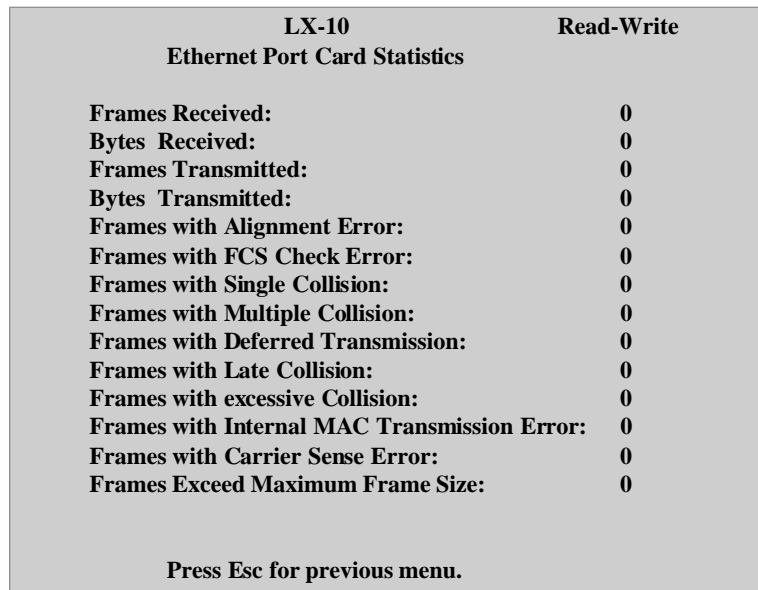 LX-10 Read-Write
Ethernet Port Card Statistics
Frames Received: 0
Bytes Received: 0
Frames Transmitted: 0
Bytes Transmitted: 0
Frames with Alignment Error: 0
Frames with FCS Check Error: 0
Frames with Single Collision: 0
Frames with Multiple Collision: 0
Frames with Deferred Transmission: 0
Frames with Late Collision: 0
Frames with excessive Collision: 0
Frames with Internal MAC Transmission Error: 0
Frames with Carrier Sense Error: 0
Frames Exceed Maximum Frame Size: 0
Press Esc for previous menu.